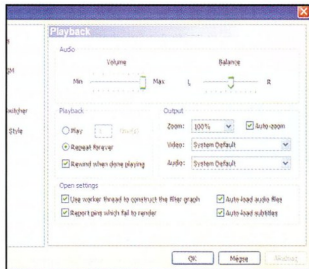 Playback
Audio
Volume
Balance
Min
Max
L
R
Playback
Output
Play
Zoom:
100%
Auto-zoom
Repeat forever
Video:
System Default
Rewind when done playing
Audio:
System Default
Open settings
Use worker thread to construct the filter graph
Auto-load audio files
Report pins which fail to render
Auto-load subtitles
Style
OK
Mégse